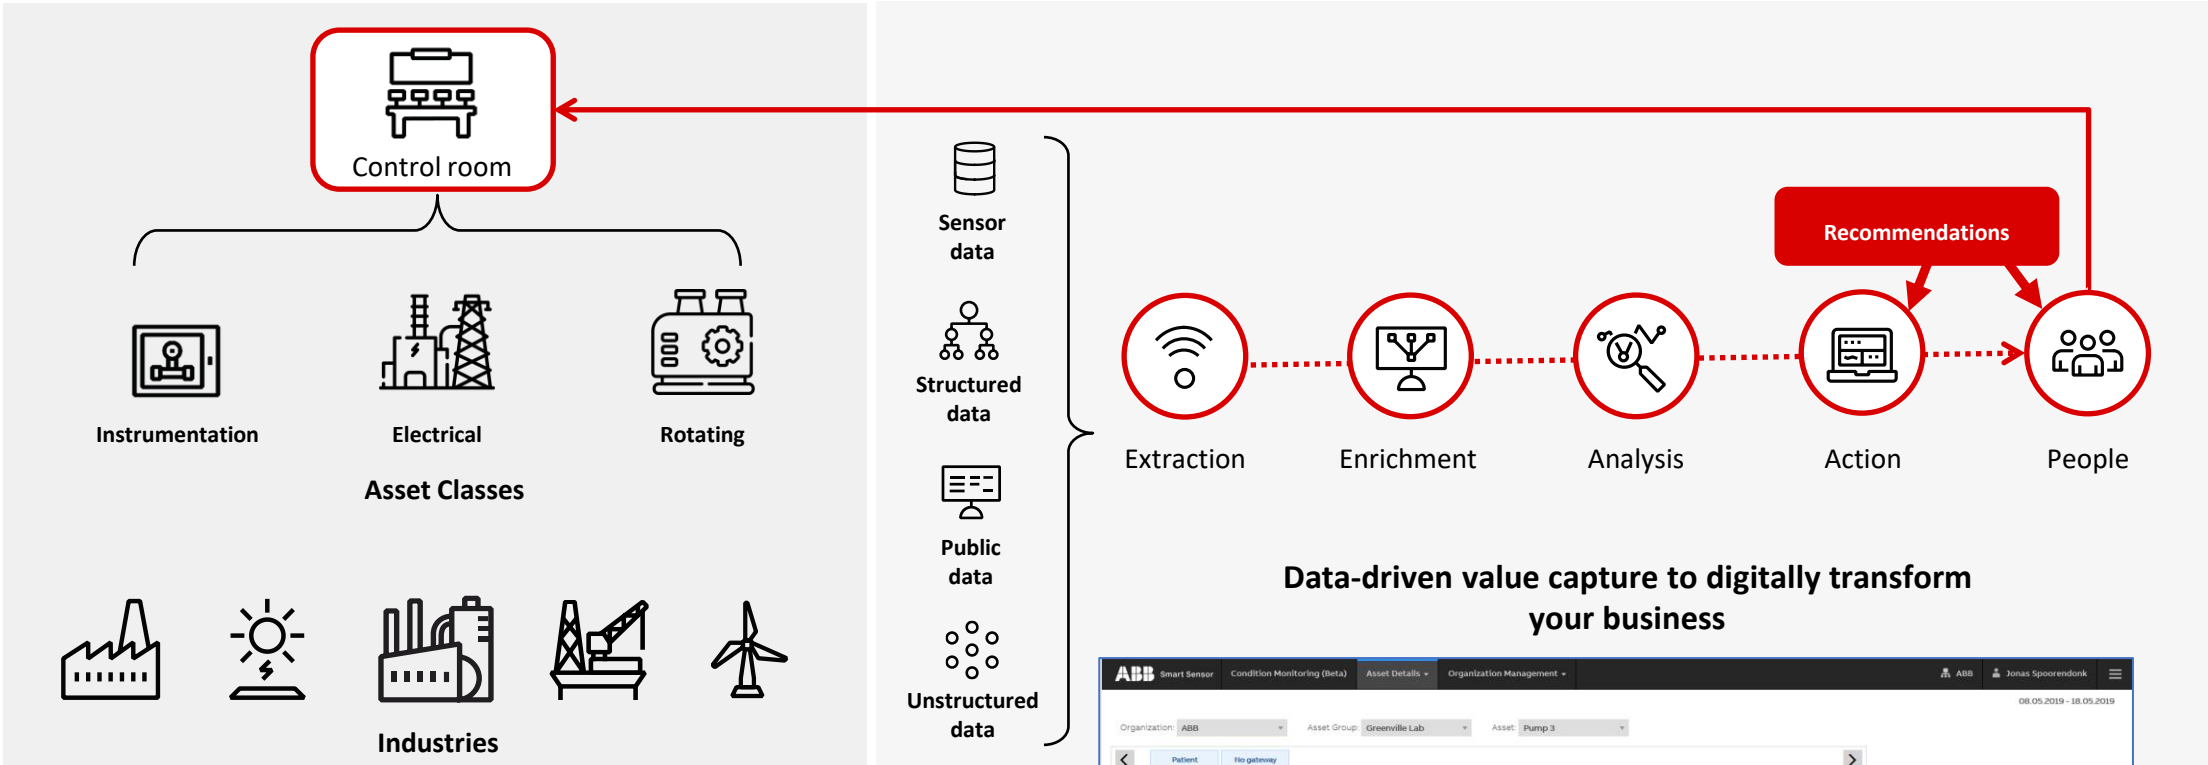 Control room
Instrumentation
Electrical
Rotating
Asset Classes
Industries
Sensor
data
Structured
data
Public
data
Unstructured
data
Recommendations
Extraction
Enrichment
Analysis
Action
People
Data-driven value capture to digitally transform
your business
ABB Smart Sensor Condition Monitoring (Beta) Asset Details Organization Management ABB Jonas Spoorendonk
08.05.2019 - 18.05.2019
Organization: ABB Asset Group: Greenville Lab Asset: Pump 3
Patient No gateway